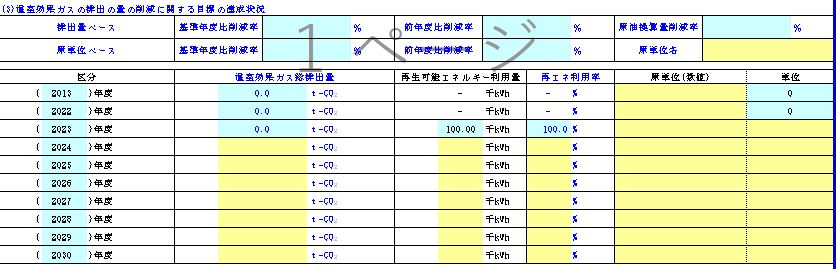 (3)温室効果ガスの排出の量の削減に関する目標の達成状況
排出量ベース 基準年度比削減率 % 前年度比削減率 % 原油換算量削減率 %
原単位ベース 基準年度比削減率 % 前年度比削減率 % 原単位名
1 ページ
区分 温室効果ガス総排出量 再生可能エネルギー利用量 再エネ利用率 原単位(数値) 単位
( 2013 )年度 0.0 t-CO₂ - 千kWh - % 0
( 2022 )年度 0.0 t-CO₂ - 千kWh - % 0
( 2023 )年度 0.0 t-CO₂ 100.00 千kWh 100.0 %
( 2024 )年度 t-CO₂ 千kWh %
( 2025 )年度 t-CO₂ 千kWh %
( 2026 )年度 t-CO₂ 千kWh %
( 2027 )年度 t-CO₂ 千kWh %
( 2028 )年度 t-CO₂ 千kWh %
( 2029 )年度 t-CO₂ 千kWh %
( 2030 )年度 t-CO₂ 千kWh %